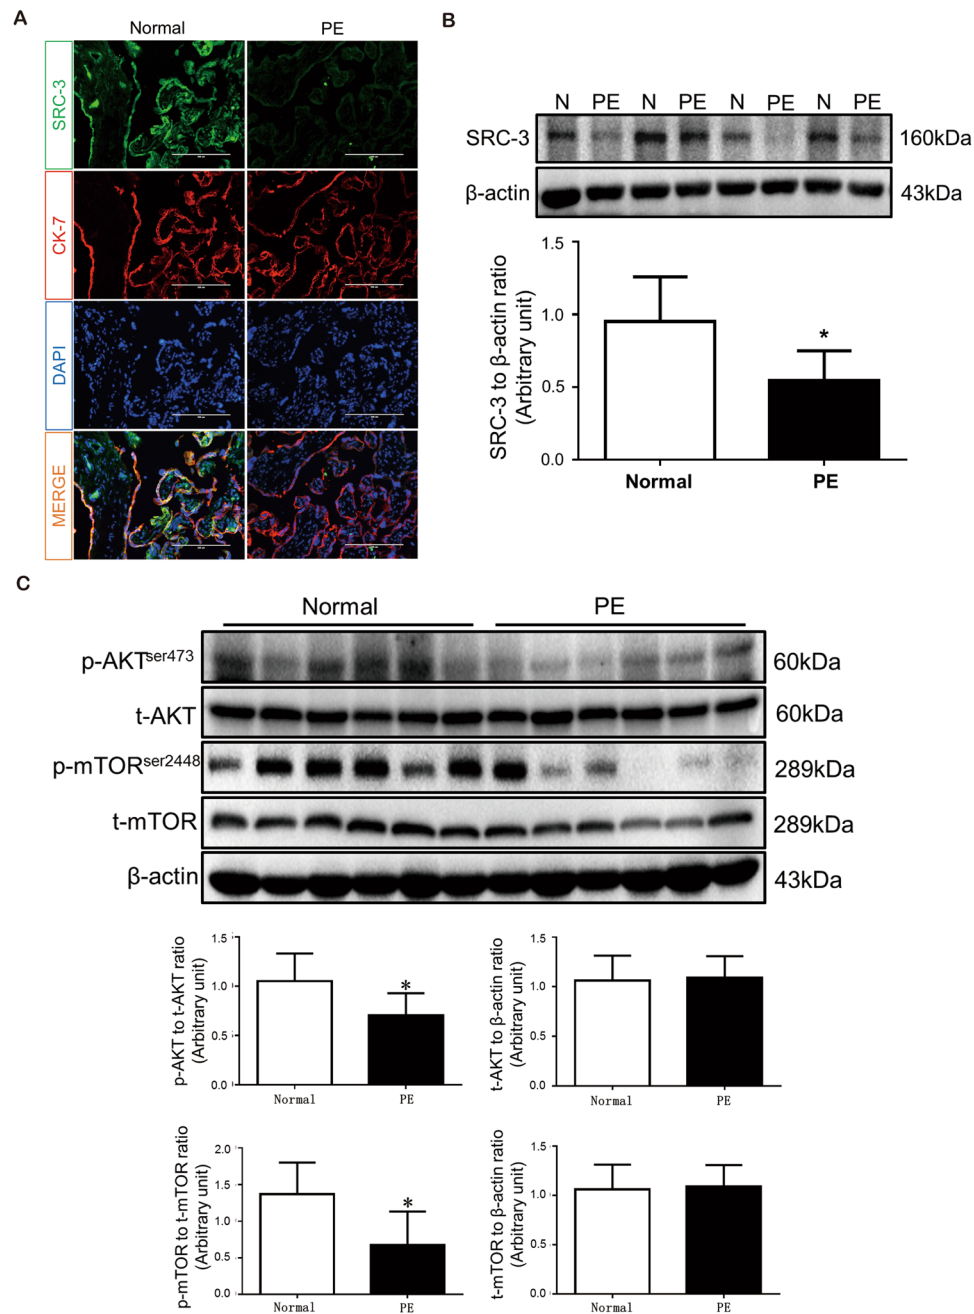 A
Normal PE
SRC-3
CK-7
DAPI
MERGE
B
N PE N PE N PE N PE
SRC-3 160kDa
β-actin 43kDa
SRC-3 to β-actin ratio
(Arbitrary unit)
1.5
1.0
0.5
0.0
*
Normal PE
C
Normal PE
p-AKTser473 60kDa
t-AKT 60kDa
p-mTORser2448 289kDa
t-mTOR 289kDa
β-actin 43kDa
p-AKT to t-AKT ratio
(Arbitrary unit)
1.5
1.0
0.5
0.0
*
Normal PE
t-AKT to β-actin ratio
(Arbitrary unit)
1.5
1.0
0.5
0.0
Normal PE
p-mTOR to t-mTOR ratio
(Arbitrary unit)
2.0
1.5
1.0
0.5
0.0
*
Normal PE
t-mTOR to β-actin ratio
(Arbitrary unit)
1.5
1.0
0.5
0.0
Normal PE